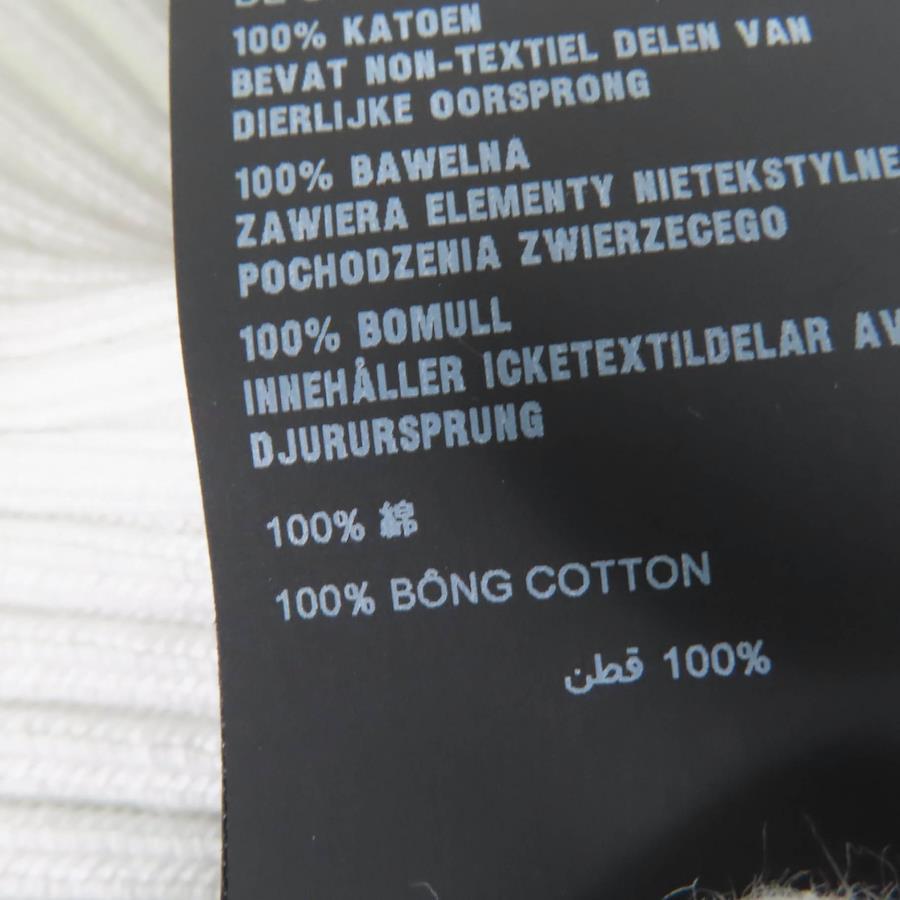 100% KATOEN
BEVAT NON-TEXTIEL DELEN VAN
DIERLIJKE OORSPRONG
100% BAWEŁNA
ZAWIERA ELEMENTY NIETEKSTYLNE
POCHODZENIA ZWIERZECEGO
100% BOMULL
INNEHÅLLER ICKETEXTILDELAR AV
DJURURSPRUNG
100% 綿
100% BÔNG COTTON
100% قطن